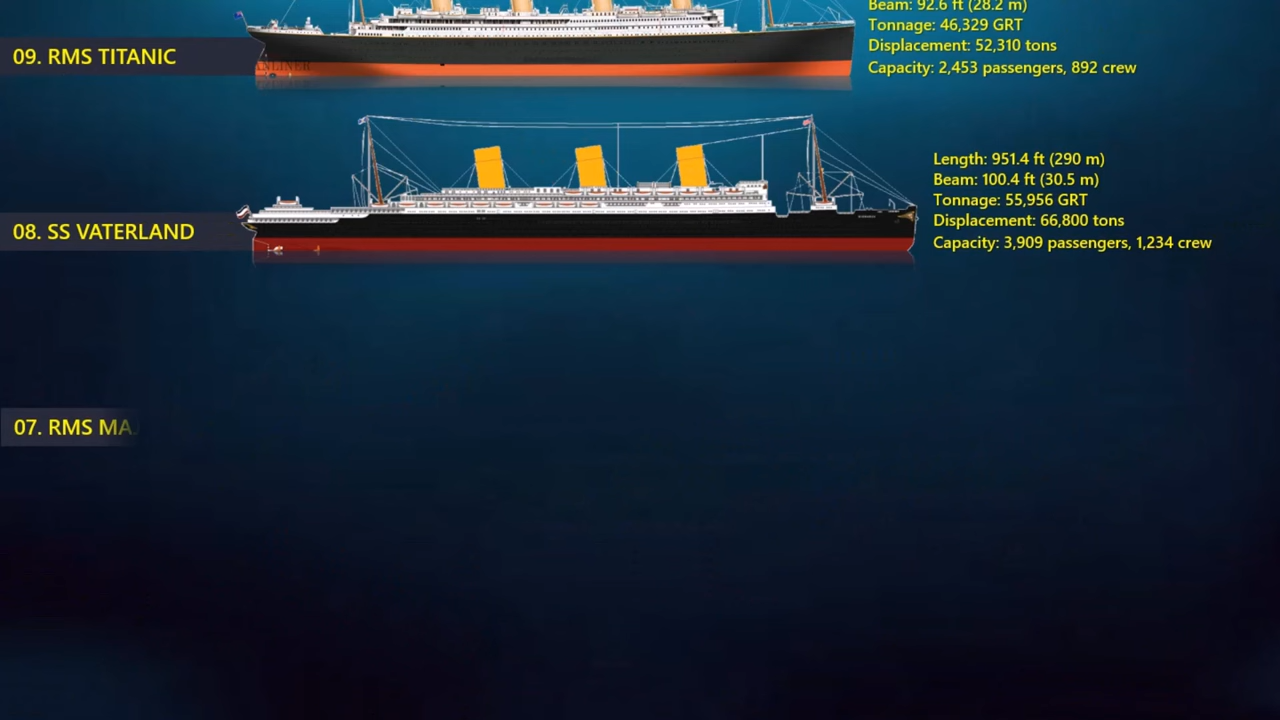 Beam: 92.6 ft (28.2 m)
Tonnage: 46,329 GRT
09. RMS TITANIC
Displacement: 52,310 tons
Capacity: 2,453 passengers, 892 crew
Length: 951.4 ft (290 m)
Beam: 100.4 ft (30.5 m)
Tonnage: 55,956 GRT
08. SS VATERLAND
Displacement: 66,800 tons
Capacity: 3,909 passengers, 1,234 crew
07. RMS MA